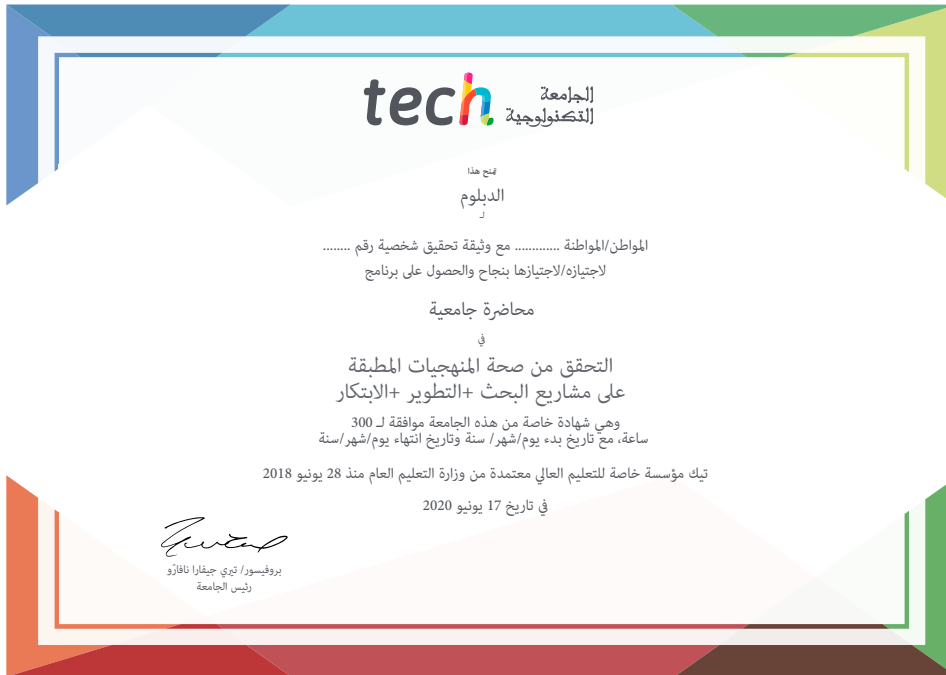 tech الجامعة
التكنولوجية
يمنح هذا
الدبلوم
لـ
المواطن/المواطنة ............ مع وثيقة تحقيق شخصية رقم ........
لاجتيازه/لاجتيازها بنجاح والحصول على برنامج
محاضرة جامعية
في
التحقق من صحة المنهجيات المطبقة
على مشاريع البحث +التطوير +الابتكار
وهي شهادة خاصة من هذه الجامعة موافقة لـ 300
ساعة، مع تاريخ بدء يوم/شهر/ سنة وتاريخ انتهاء يوم/شهر/سنة
تيك مؤسسة خاصة للتعليم العالي معتمدة من وزارة التعليم العام منذ 28 يونيو 2018
في تاريخ 17 يونيو 2020
بروفيسور/ تيري جيفارا نافارّو
رئيس الجامعة